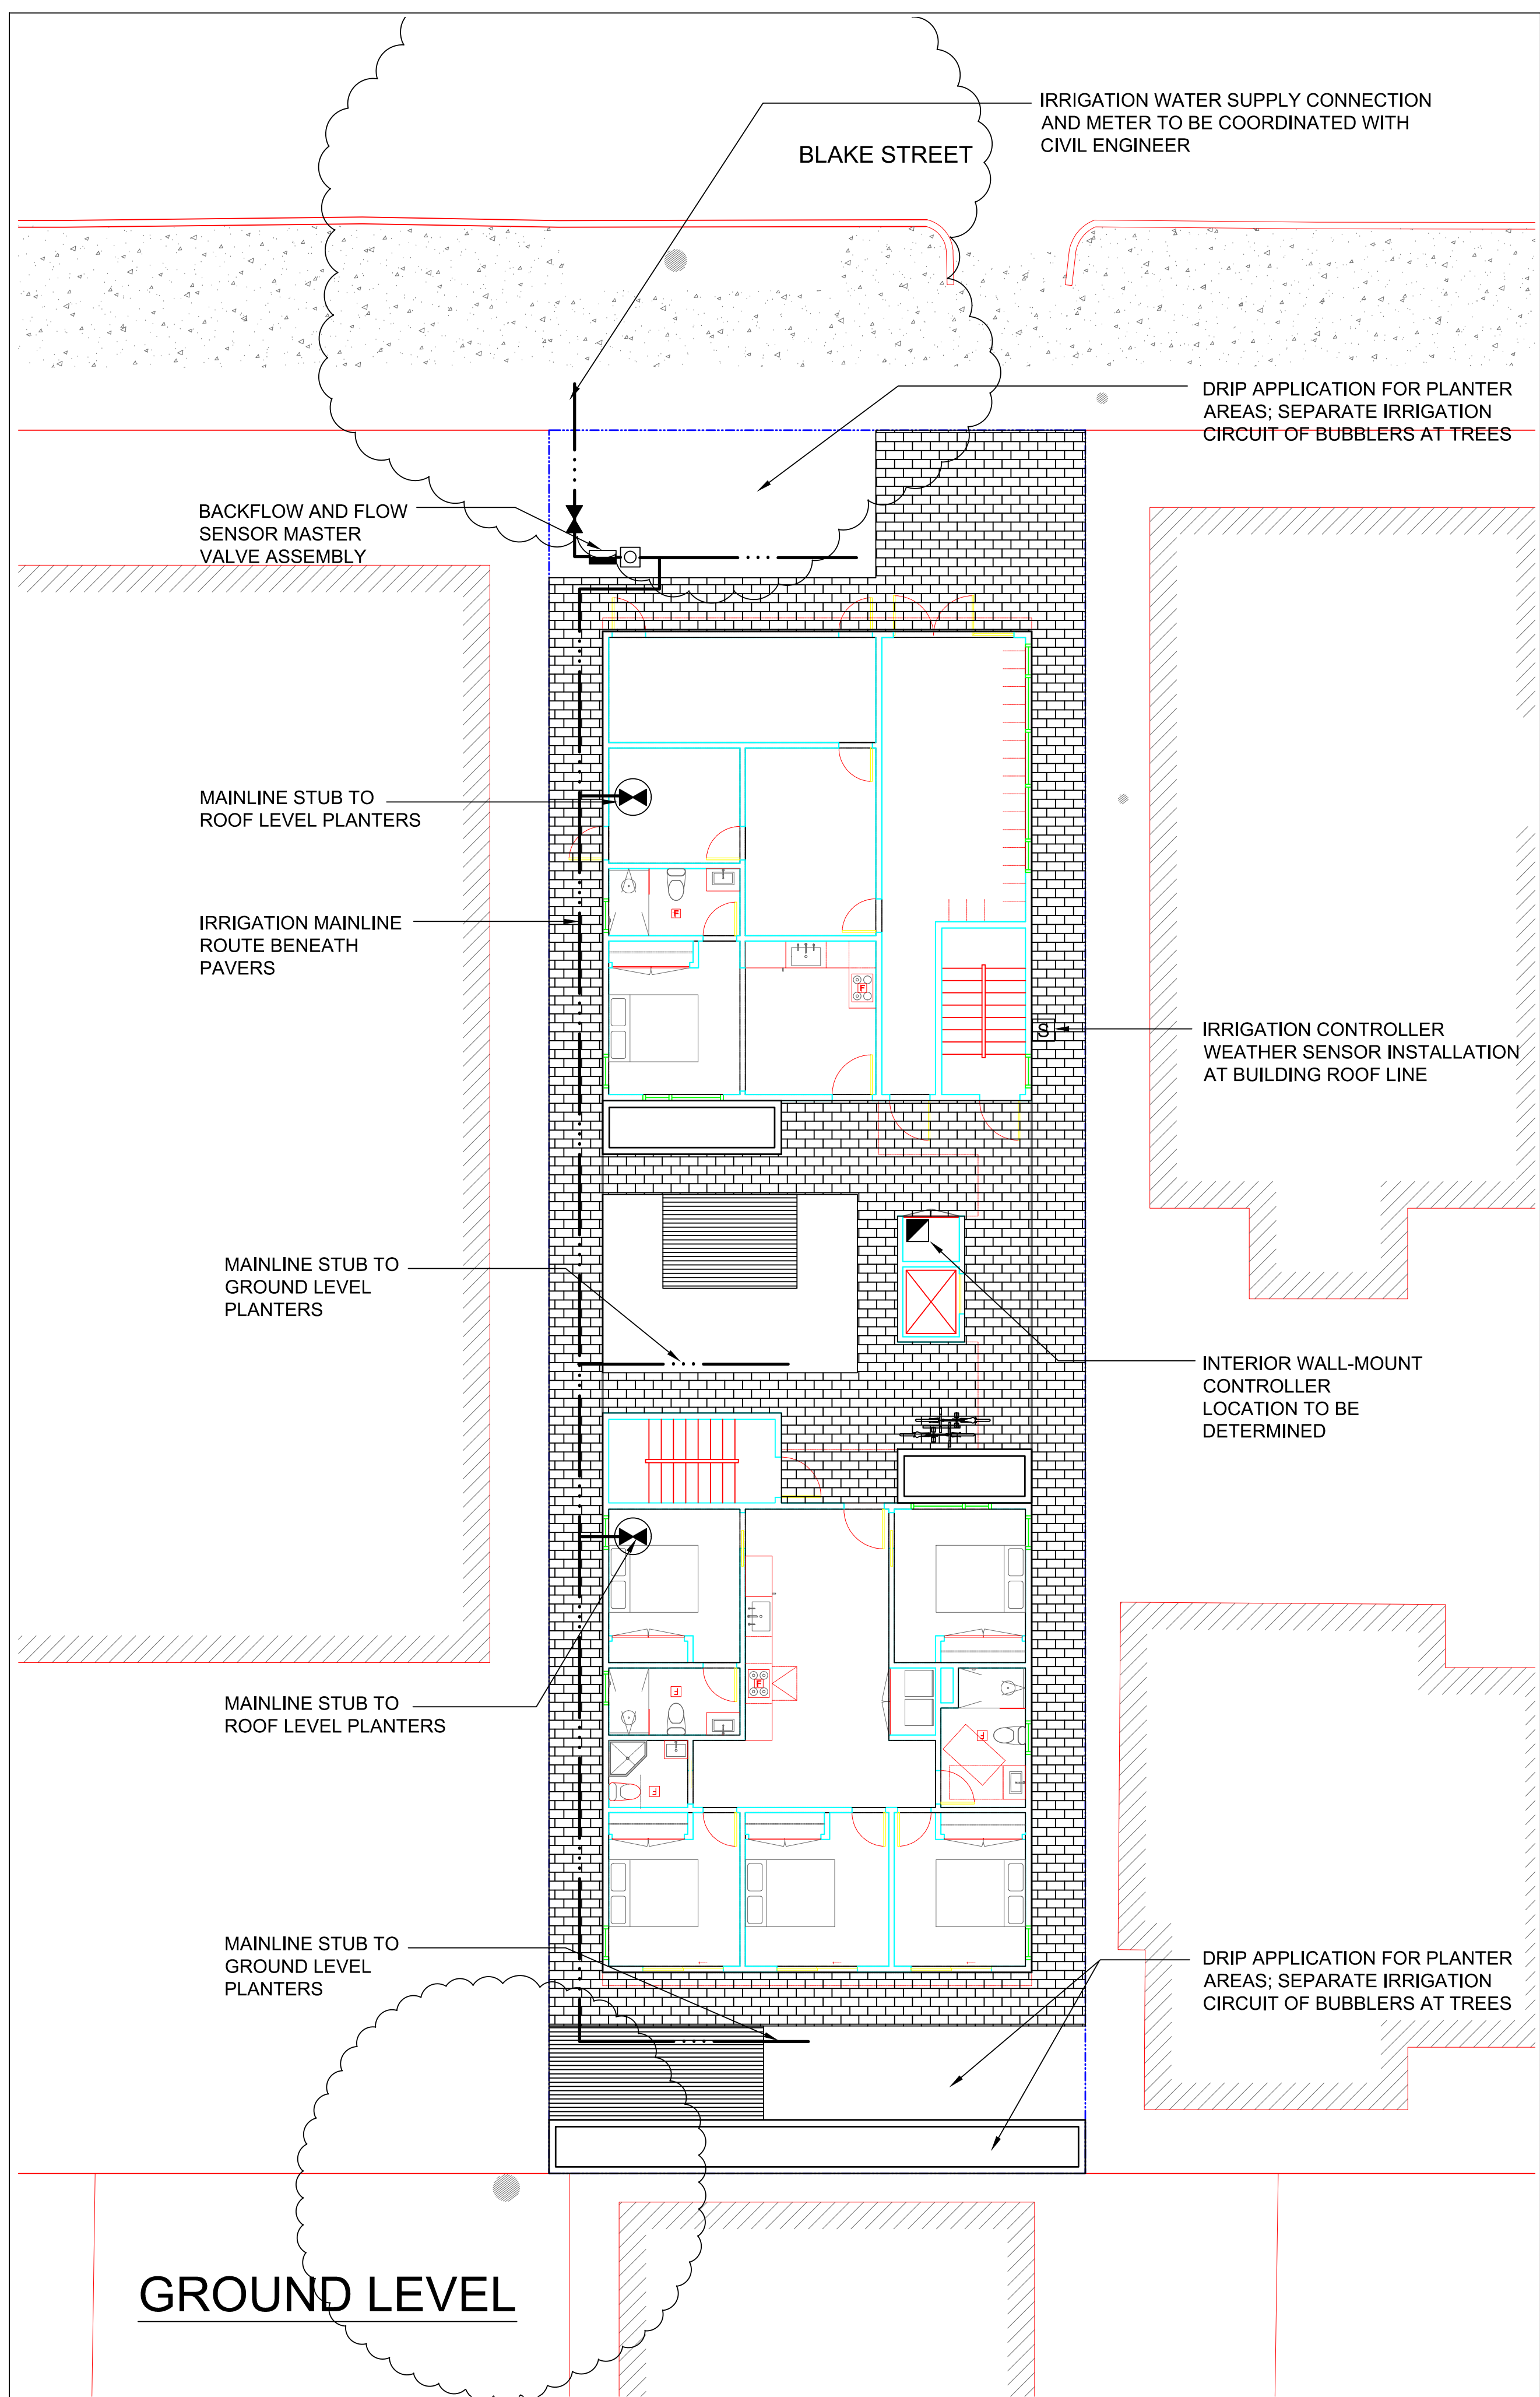 IRRIGATION WATER SUPPLY CONNECTION
AND METER TO BE COORDINATED WITH
CIVIL ENGINEER
BLAKE STREET
DRIP APPLICATION FOR PLANTER
AREAS; SEPARATE IRRIGATION
CIRCUIT OF BUBBLERS AT TREES
BACKFLOW AND FLOW
SENSOR MASTER
VALVE ASSEMBLY
MAINLINE STUB TO
ROOF LEVEL PLANTERS
IRRIGATION MAINLINE
ROUTE BENEATH
PAVERS
F
F
S
IRRIGATION CONTROLLER
WEATHER SENSOR INSTALLATION
AT BUILDING ROOF LINE
MAINLINE STUB TO
GROUND LEVEL
PLANTERS
INTERIOR WALL-MOUNT
CONTROLLER
LOCATION TO BE
DETERMINED
MAINLINE STUB TO
ROOF LEVEL PLANTERS
F
F
F
F
MAINLINE STUB TO
GROUND LEVEL
PLANTERS
DRIP APPLICATION FOR PLANTER
AREAS; SEPARATE IRRIGATION
CIRCUIT OF BUBBLERS AT TREES
GROUND LEVEL